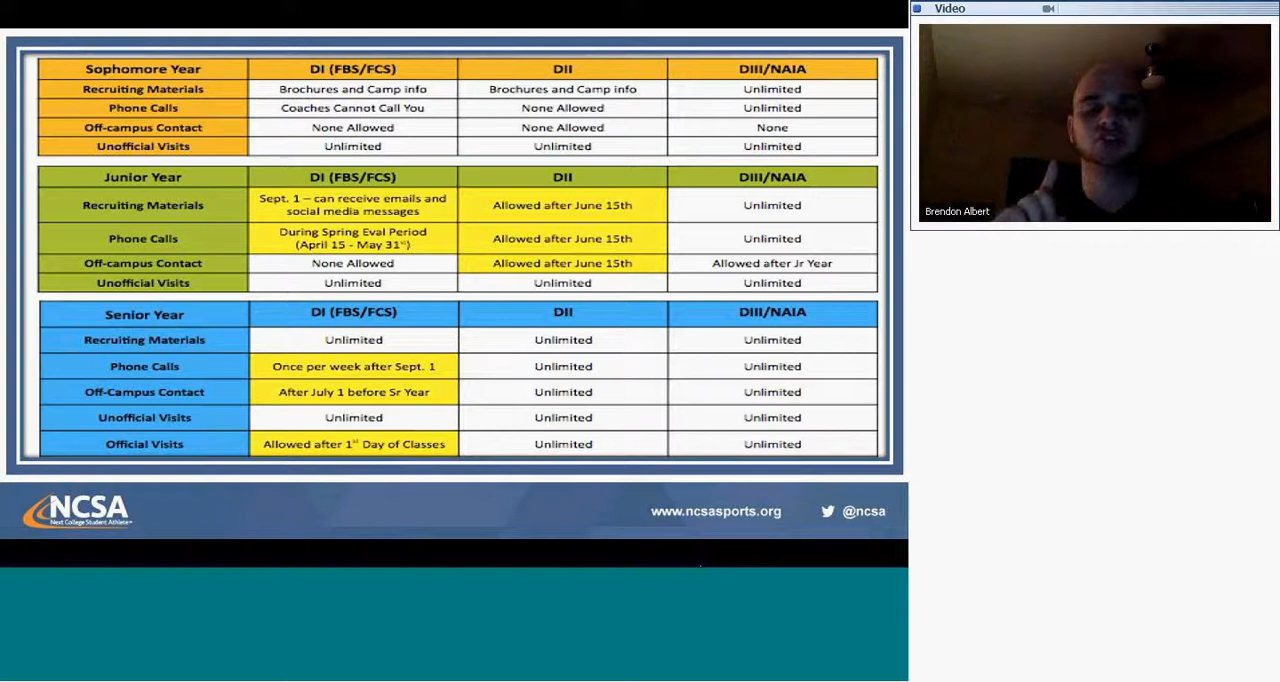 Video
Sophomore Year DI (FBS/FCS) DII DIII/NAIA
Recruiting Materials Brochures and Camp info Brochures and Camp info Unlimited
Phone Calls Coaches Cannot Call You None Allowed Unlimited
Off-campus Contact None Allowed None Allowed None
Unofficial Visits Unlimited Unlimited Unlimited
Junior Year DI (FBS/FCS) DII DIII/NAIA
Recruiting Materials Sept. 1 – can receive emails and social media messages Allowed after June 15th Unlimited
Phone Calls During Spring Eval Period (April 15 - May 31st) Allowed after June 15th Unlimited
Off-campus Contact None Allowed Allowed after June 15th Allowed after Jr Year
Unofficial Visits Unlimited Unlimited Unlimited
Senior Year DI (FBS/FCS) DII DIII/NAIA
Recruiting Materials Unlimited Unlimited Unlimited
Phone Calls Once per week after Sept. 1 Unlimited Unlimited
Off-Campus Contact After July 1 before Sr Year Unlimited Unlimited
Unofficial Visits Unlimited Unlimited Unlimited
Official Visits Allowed after 1st Day of Classes Unlimited Unlimited
Brendon Albert
NCSA
Next College Student Athlete
www.ncsasports.org @ncsa